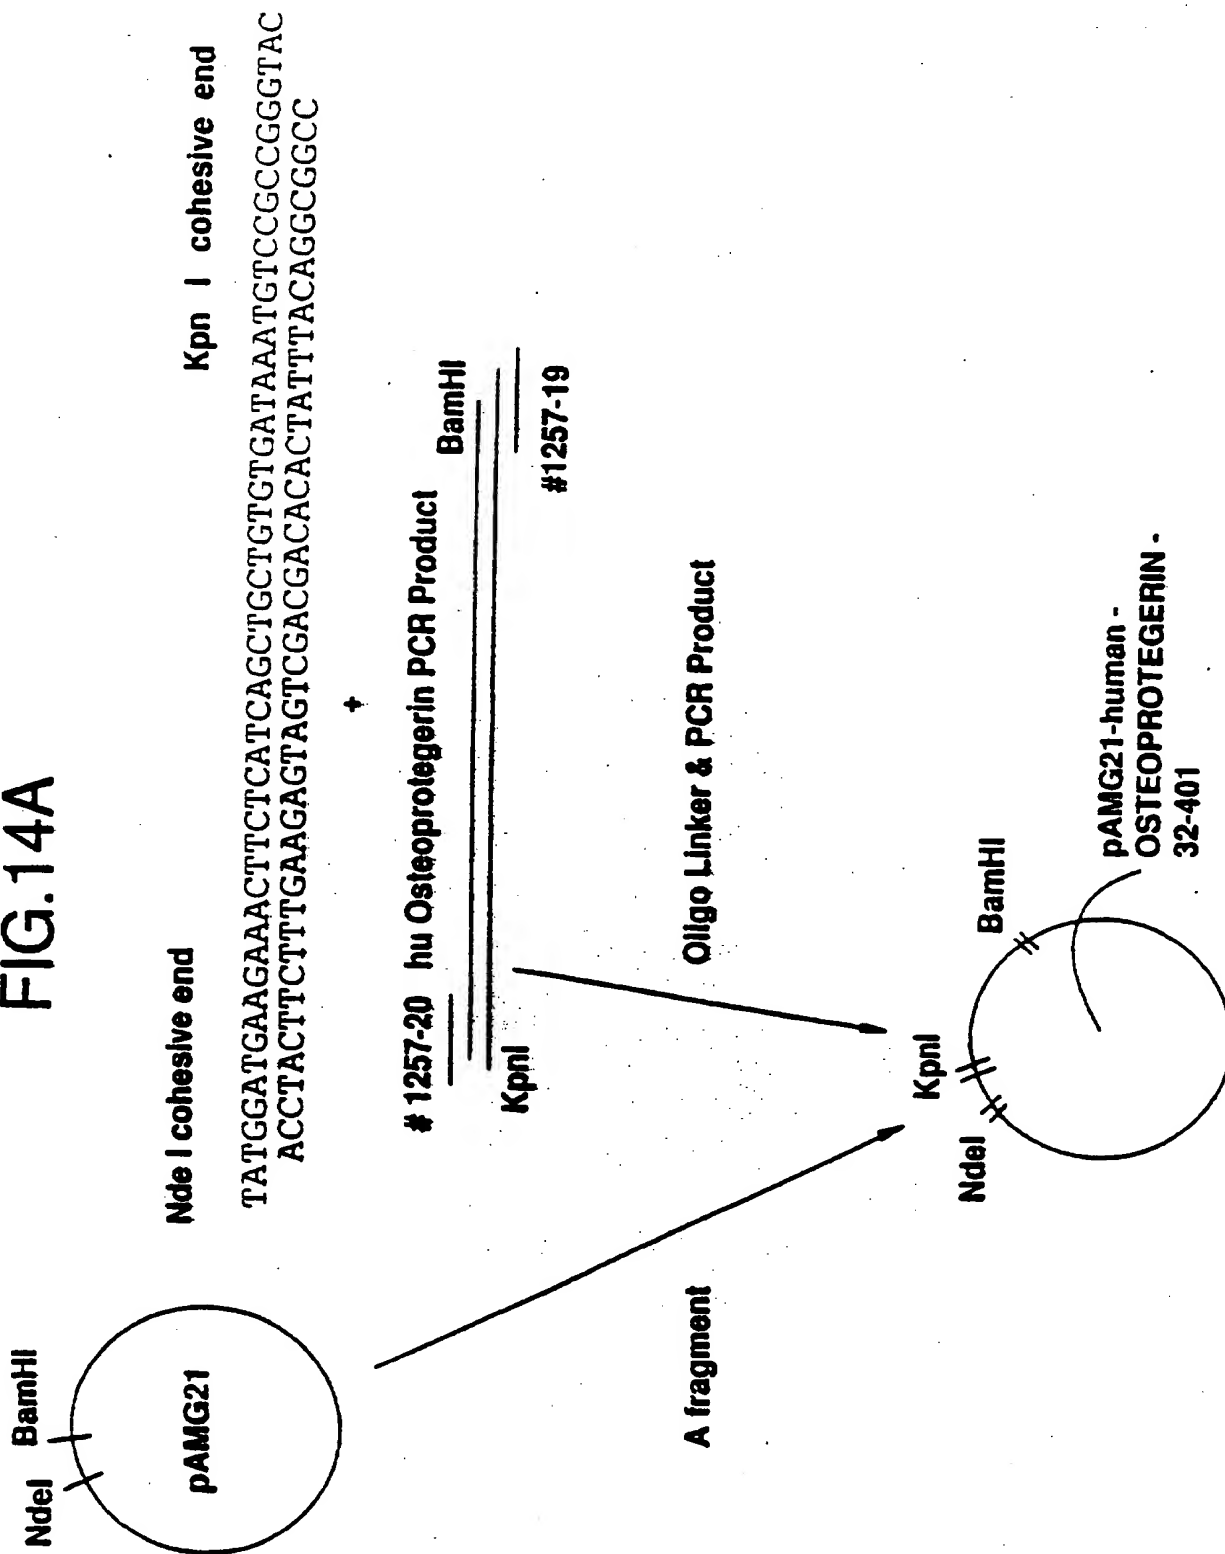 FIG.14A
NdeI BamHI
pAMG21
Nde I cohesive end
Kpn I cohesive end
TATGGATGAAGAAACTTCTCATCAGCTGCTGTGTGATAAATGTCCGCCGGGTAC
ACCTACTTCTTTGAAGAGTAGTCGACGACACACTATTTACAGGCGGCC
+
#1257-20 hu Osteoprotegerin PCR Product
BamHI
KpnI
#1257-19
A fragment
Oligo Linker & PCR Product
NdeI KpnI BamHI
pAMG21-human -
OSTEOPROTEGERIN -
32-401